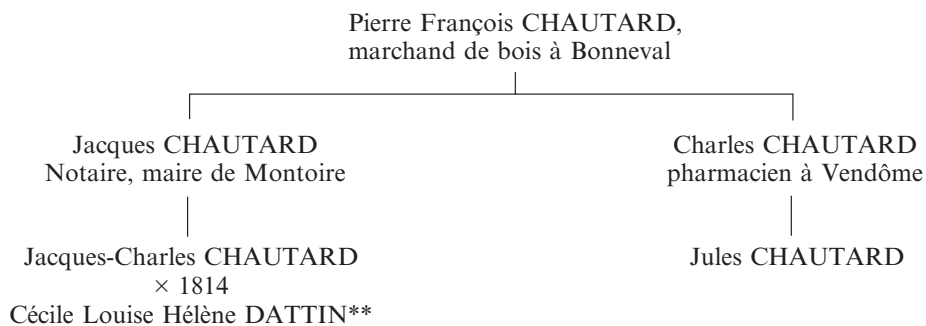 Pierre François CHAUTARD,
marchand de bois à Bonneval
Jacques CHAUTARD
Notaire, maire de Montoire
Charles CHAUTARD
pharmacien à Vendôme
Jacques-Charles CHAUTARD
× 1814
Cécile Louise Hélène DATTIN**
Jules CHAUTARD